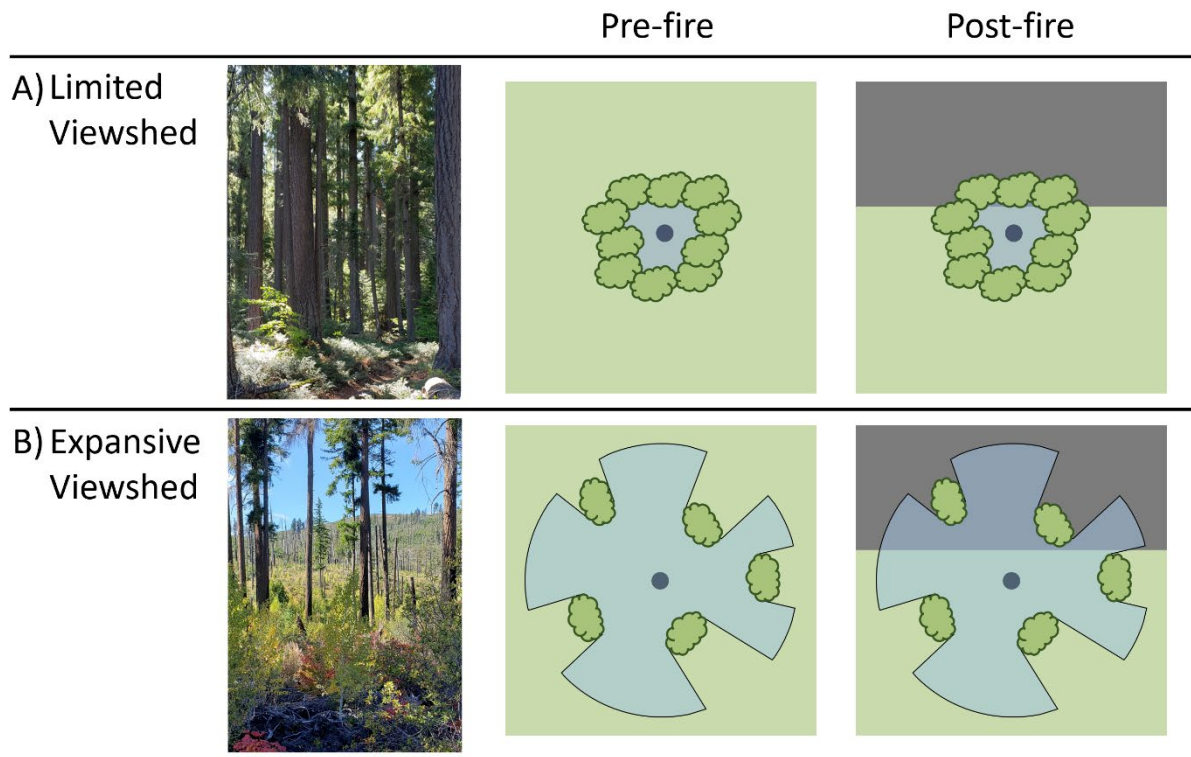 Pre-fire
Post-fire
A) Limited
Viewshed
B) Expansive
Viewshed